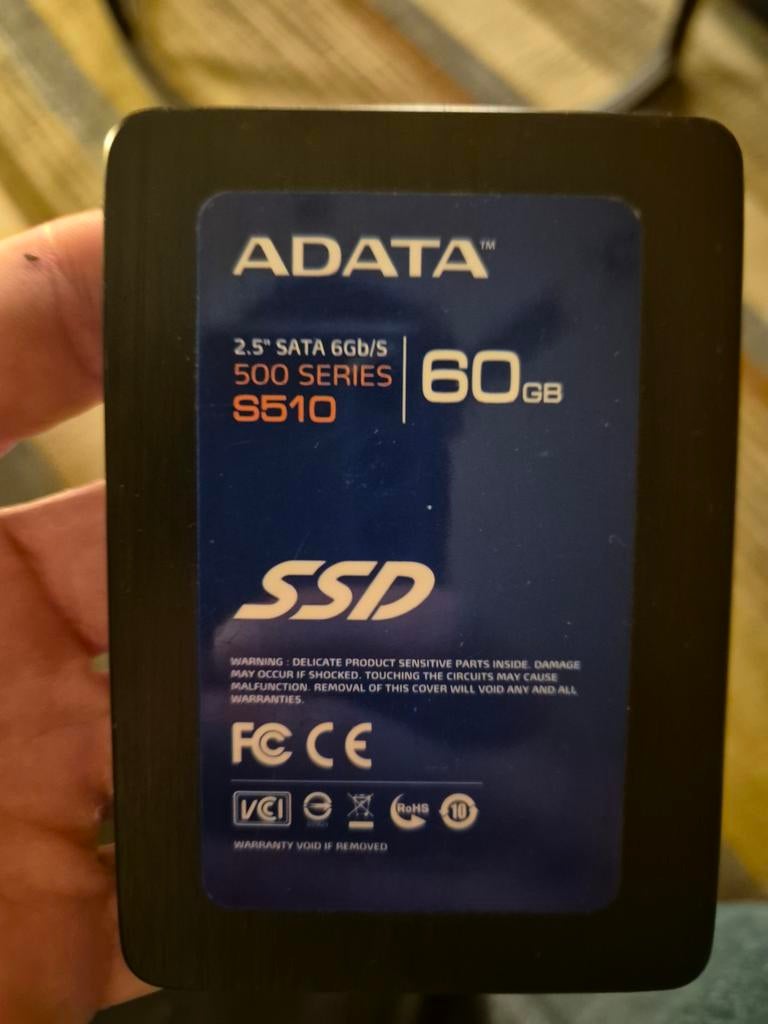 ADATA™
2.5" SATA 6Gb/S
500 SERIES
S510
60GB
SSD
WARNING : DELICATE PRODUCT SENSITIVE PARTS INSIDE. DAMAGE
MAY OCCUR IF SHOCKED. TOUCHING THE CIRCUITS MAY CAUSE
MALFUNCTION. REMOVAL OF THIS COVER WILL VOID ANY AND ALL
WARRANTIES.
FC CE
VCI RoHS 10
WARRANTY VOID IF REMOVED